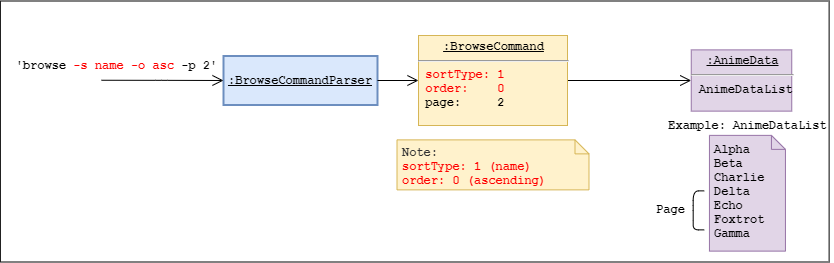 'browse -s name -o asc -p 2'
:BrowseCommandParser
:BrowseCommand
sortType: 1
order: 0
page: 2
Note:
sortType: 1 (name)
order: 0 (ascending)
:AnimeData
AnimeDataList
Example: AnimeDataList
Alpha
Beta
Charlie
Delta
Echo
Foxtrot
Gamma
Page